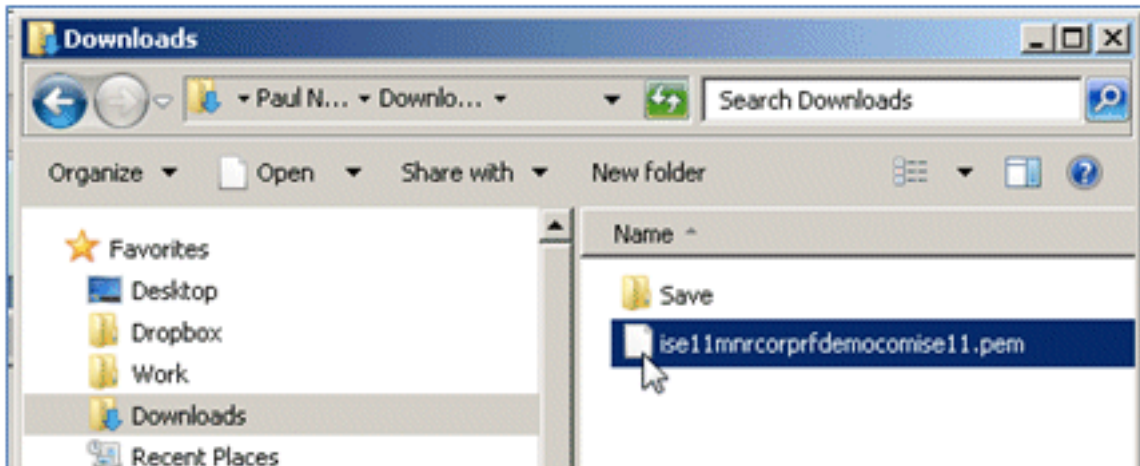 Downloads
Paul N... Downlo... Search Downloads
Organize Open Share with New folder
Favorites
Desktop
Dropbox
Work
Downloads
Recent Places
Name
Save
ise11mnrcorprfdemocomise11.pem